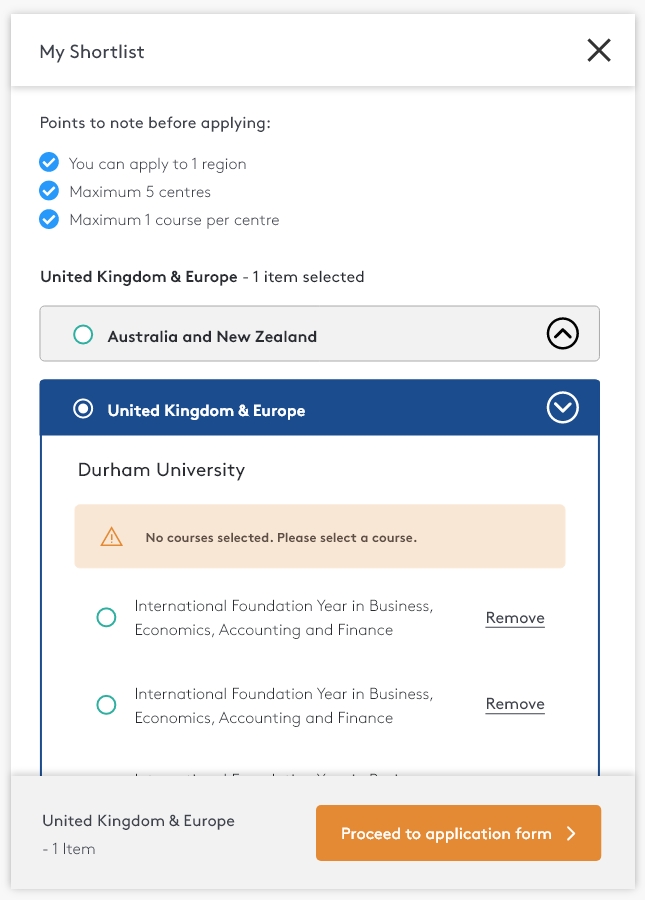 My Shortlist
Points to note before applying:
You can apply to 1 region
Maximum 5 centres
Maximum 1 course per centre
United Kingdom & Europe - 1 item selected
Australia and New Zealand
United Kingdom & Europe
Durham University
No courses selected. Please select a course.
International Foundation Year in Business,
Economics, Accounting and Finance
Remove
International Foundation Year in Business,
Economics, Accounting and Finance
Remove
United Kingdom & Europe
- 1 Item
Proceed to application form